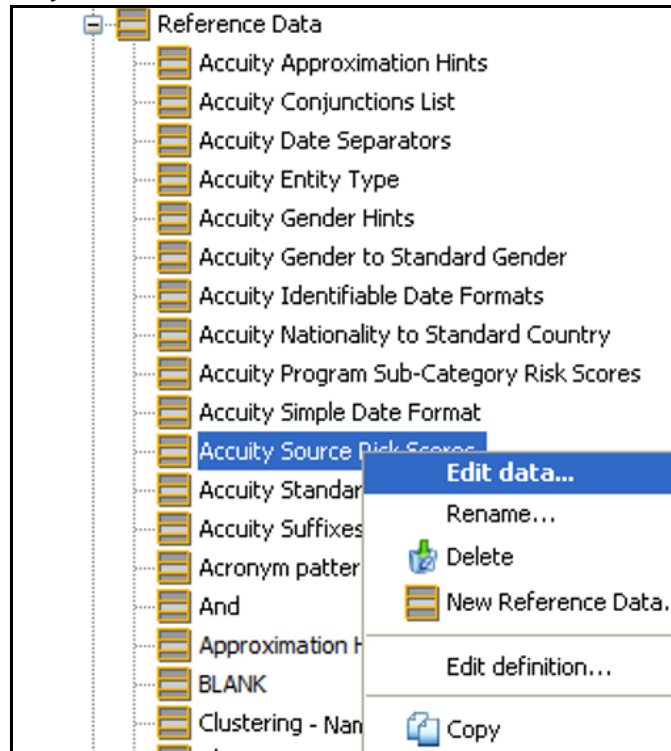 Reference Data
Accuity Approximation Hints
Accuity Conjunctions List
Accuity Date Separators
Accuity Entity Type
Accuity Gender Hints
Accuity Gender to Standard Gender
Accuity Identifiable Date Formats
Accuity Nationality to Standard Country
Accuity Program Sub-Category Risk Scores
Accuity Simple Date Format
Accuity Source Risk Scores
Accuity Standar
Accuity Suffixes
Acronym patter
And
Approximation H
BLANK
Clustering - Nam
Edit data...
Rename...
Delete
New Reference Data.
Edit definition...
Copy